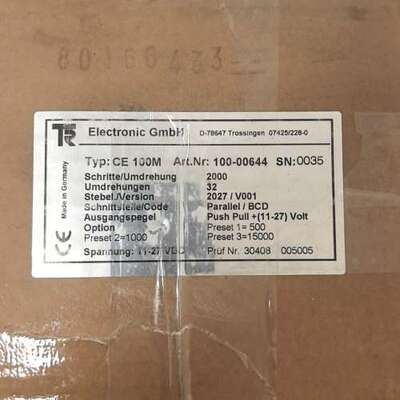 80160433
TR Electronic GmbH D-78647 Trossingen 07425/228-0
Made in Germany
Typ: CE 100M Art.Nr: 100-00644 SN:0035
Schritte/Umdrehung 2000
Umdrehungen 32
Stebel./Version 2027 / V001
Schnittstelle/Code Parallel / BCD
Ausgangspegel Push Pull +(11-27) Volt
Option Preset 1= 500
Preset 2=1000 Preset 3=15000
Spannung: 11-27 VDC Prüf Nr. 30408 005005
CE